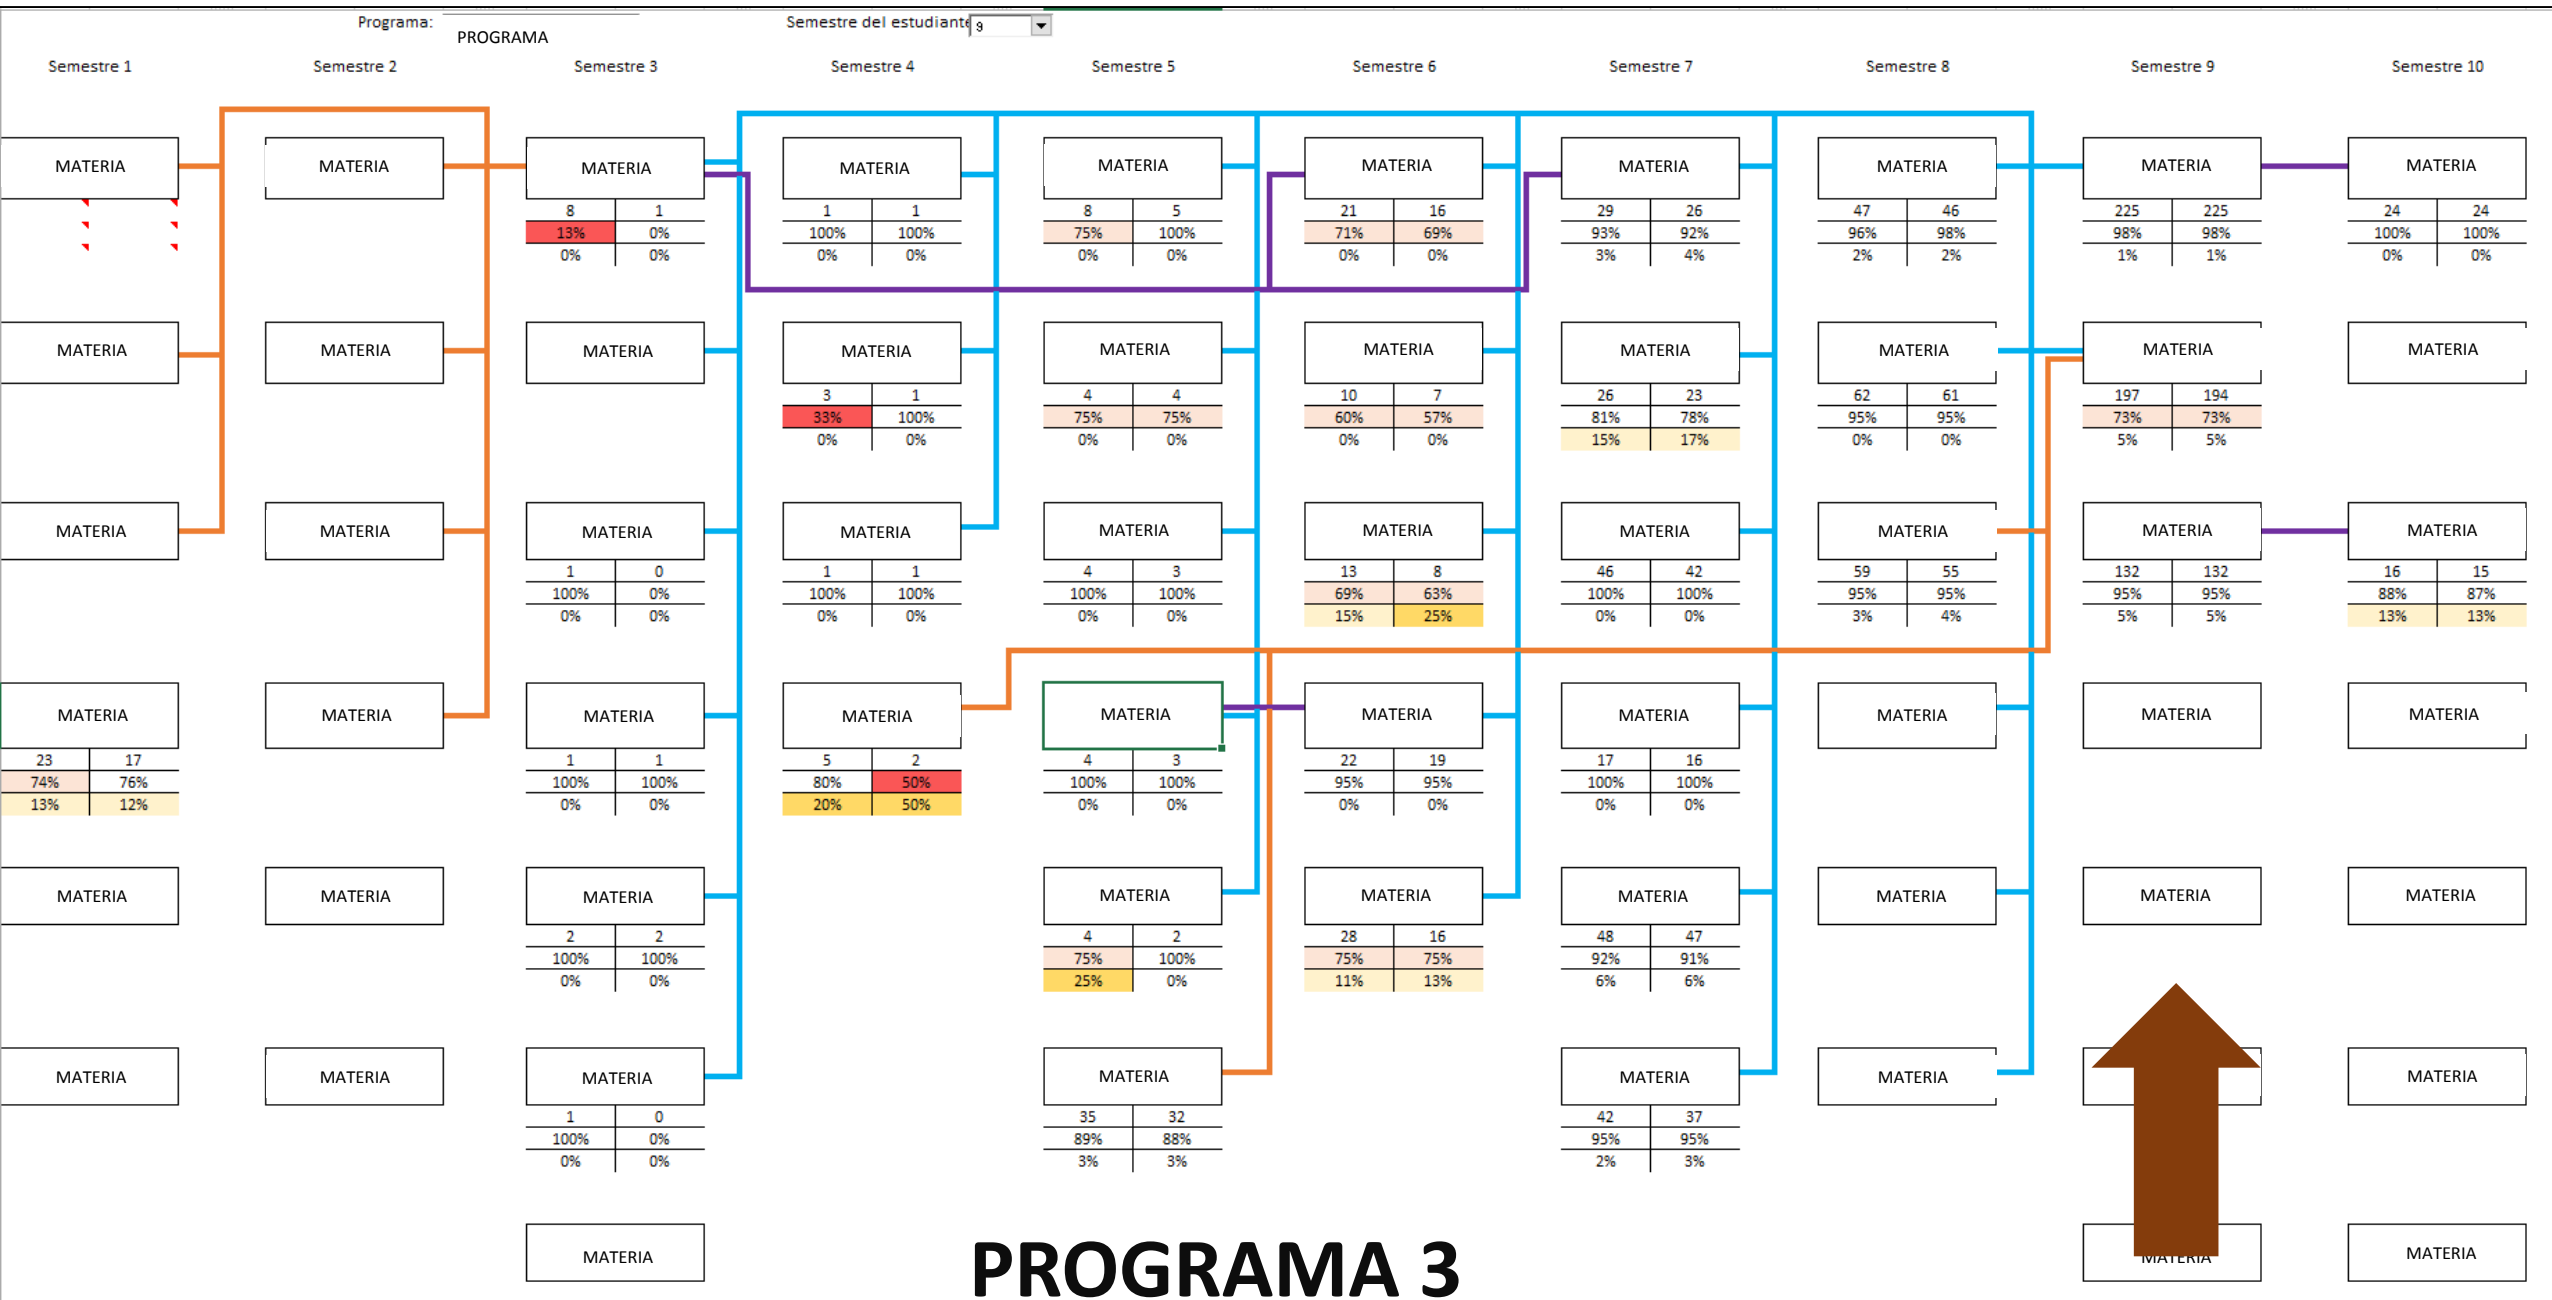 Programa: PROGRAMA Semestre del estudiante 9
Semestre 1 Semestre 2 Semestre 3 Semestre 4 Semestre 5 Semestre 6 Semestre 7 Semestre 8 Semestre 9 Semestre 10
MATERIA MATERIA MATERIA MATERIA MATERIA MATERIA MATERIA MATERIA MATERIA MATERIA
8 1 1 1 8 5 21 16 29 26 47 46 225 225 24 24
13% 0% 100% 100% 75% 100% 71% 69% 93% 92% 96% 98% 98% 98% 100% 100%
0% 0% 0% 0% 0% 0% 0% 0% 3% 4% 2% 2% 1% 1% 0% 0%
MATERIA MATERIA MATERIA MATERIA MATERIA MATERIA MATERIA MATERIA MATERIA MATERIA
3 1 4 4 10 7 26 23 62 61 197 194
33% 100% 75% 75% 60% 57% 81% 78% 95% 95% 73% 73%
0% 0% 0% 0% 0% 0% 15% 17% 0% 0% 5% 5%
MATERIA MATERIA MATERIA MATERIA MATERIA MATERIA MATERIA MATERIA MATERIA MATERIA
1 0 1 1 4 3 13 8 46 42 59 55 132 132 16 15
100% 0% 100% 100% 100% 100% 69% 63% 100% 100% 95% 95% 95% 95% 88% 87%
0% 0% 0% 0% 0% 0% 15% 25% 0% 0% 3% 4% 5% 5% 13% 13%
MATERIA MATERIA MATERIA MATERIA MATERIA MATERIA MATERIA MATERIA MATERIA MATERIA
23 17 1 1 5 2 4 3 22 19 17 16
74% 76% 100% 100% 80% 50% 100% 100% 95% 95% 100% 100%
13% 12% 0% 0% 20% 50% 0% 0% 0% 0% 0% 0%
MATERIA MATERIA MATERIA MATERIA MATERIA MATERIA MATERIA MATERIA MATERIA
2 2 4 2 28 16 48 47
100% 100% 75% 100% 75% 75% 92% 91%
0% 0% 25% 0% 11% 13% 6% 6%
MATERIA MATERIA MATERIA MATERIA MATERIA MATERIA MATERIA
1 0 35 32 42 37
100% 0% 89% 88% 95% 95%
0% 0% 3% 3% 2% 3%
MATERIA MATERIA MATERIA
PROGRAMA 3